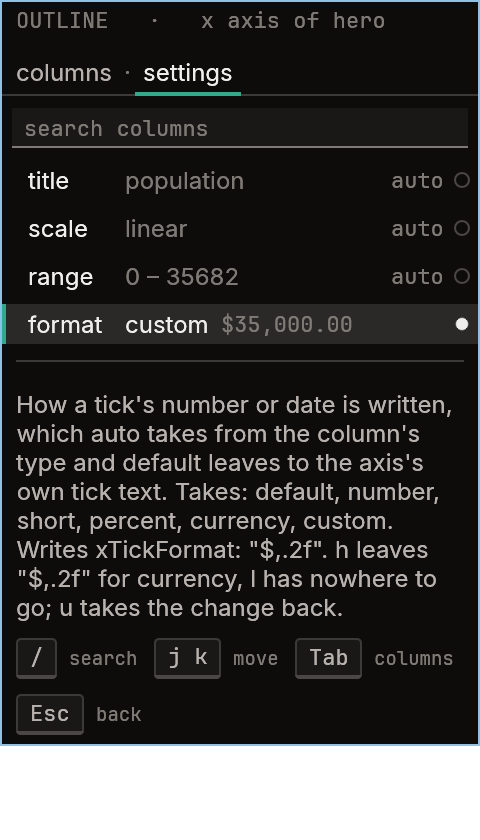 OUTLINE · x axis of hero
columns · settings
search columns
title population auto
scale linear auto
range 0 – 35682 auto
format custom $35,000.00
How a tick's number or date is written,
which auto takes from the column's
type and default leaves to the axis's
own tick text. Takes: default, number,
short, percent, currency, custom.
Writes xTickFormat: "$,.2f". h leaves
"$,.2f" for currency, l has nowhere to
go; u takes the change back.
/ search j k move Tab columns
Esc back